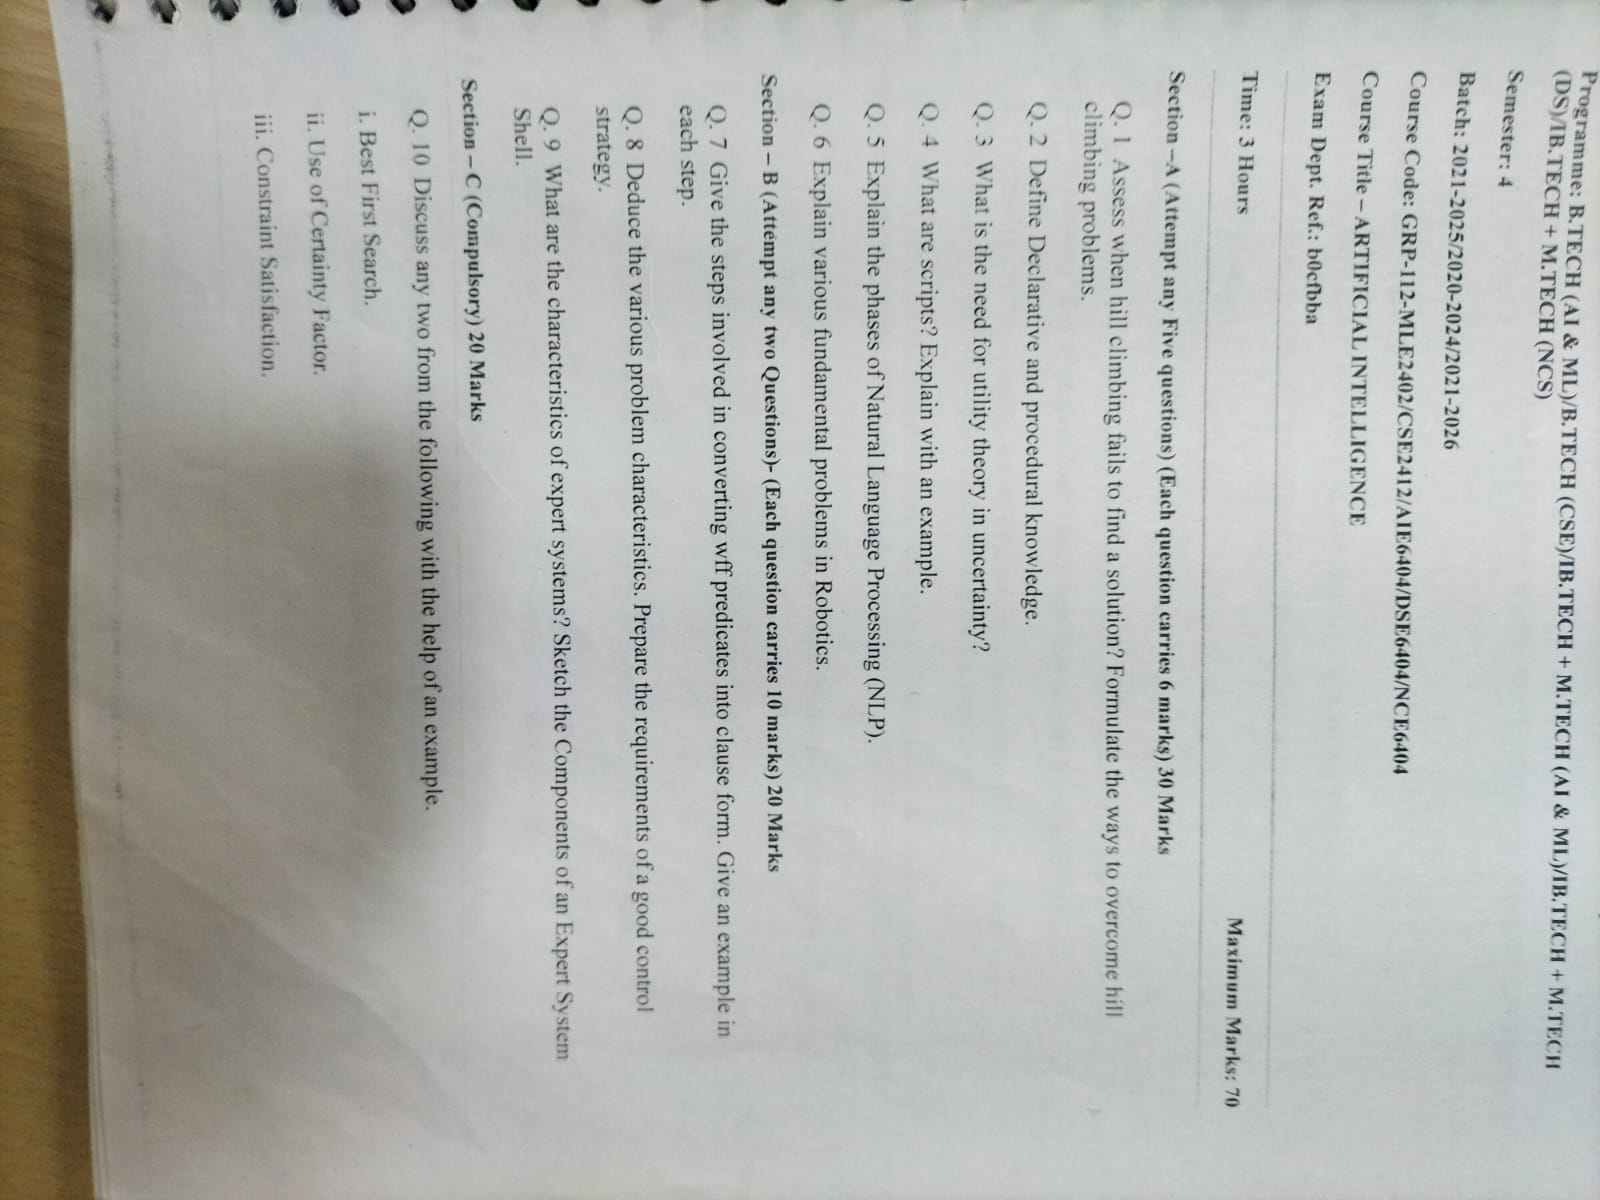 Programme: B.TECH (AI & ML)/B.TECH (CSE)/IB.TECH + M.TECH (AI & ML)/IB.TECH + M.TECH
(DS)/IB.TECH + M.TECH (NCS)
Semester: 4
Batch: 2021-2025/2020-2024/2021-2026
Course Code: GRP-112-MLE2402/CSE2412/AIE6404/DSE6404/NCE6404
Course Title – ARTIFICIAL INTELLIGENCE
Exam Dept. Ref.: b0cfbba
Time: 3 Hours Maximum Marks: 70
Section –A (Attempt any Five questions) (Each question carries 6 marks) 30 Marks
Q. 1 Assess when hill climbing fails to find a solution? Formulate the ways to overcome hill
climbing problems.
Q. 2 Define Declarative and procedural knowledge.
Q. 3 What is the need for utility theory in uncertainty?
Q. 4 What are scripts? Explain with an example.
Q. 5 Explain the phases of Natural Language Processing (NLP).
Q. 6 Explain various fundamental problems in Robotics.
Section – B (Attempt any two Questions)- (Each question carries 10 marks) 20 Marks
Q. 7 Give the steps involved in converting wff predicates into clause form. Give an example in
each step.
Q. 8 Deduce the various problem characteristics. Prepare the requirements of a good control
strategy.
Q. 9 What are the characteristics of expert systems? Sketch the Components of an Expert System
Shell.
Section – C (Compulsory) 20 Marks
Q. 10 Discuss any two from the following with the help of an example.
i. Best First Search.
ii. Use of Certainty Factor.
iii. Constraint Satisfaction.